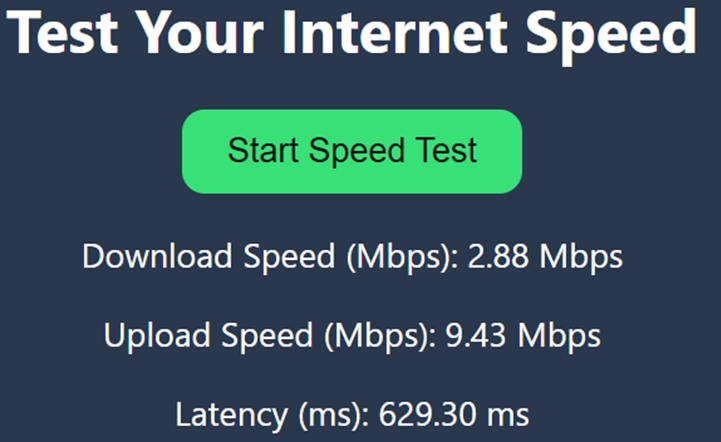 Test Your Internet Speed
Start Speed Test
Download Speed (Mbps): 2.88 Mbps
Upload Speed (Mbps): 9.43 Mbps
Latency (ms): 629.30 ms